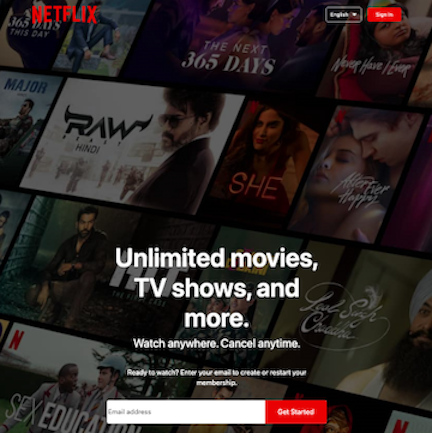 365 DAYS
THIS DAY
NETFLIX
THE NEXT
365 DAYS
English
Sign In
Never Have I Ever
MAJOR
RAW
HINDI
SHE
After Ever
Happy
Unlimited movies,
TV shows, and
more.
Laal Singh
Chaddha
Watch anywhere. Cancel anytime.
Ready to watch? Enter your email to create or restart your
membership.
N
SEX EDUCATION
Email address
Get Started
N